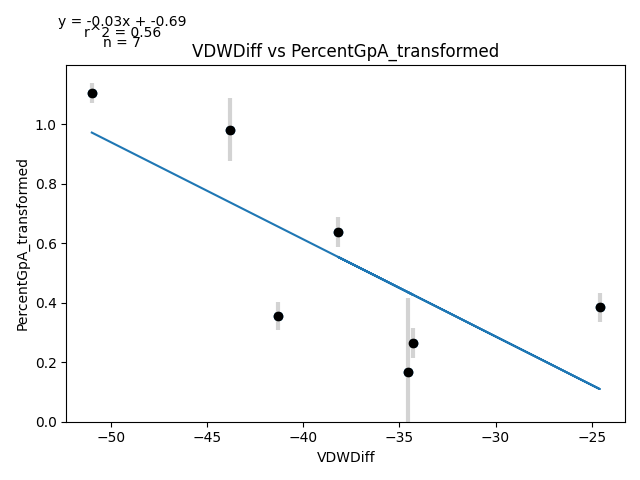 y = -0.03x + -0.69
r^2 = 0.56
n = 7
VDWDiff vs PercentGpA_transformed
PercentGpA_transformed
1.0
0.8
0.6
0.4
0.2
0.0
−50 −45 −40 −35 −30 −25
VDWDiff